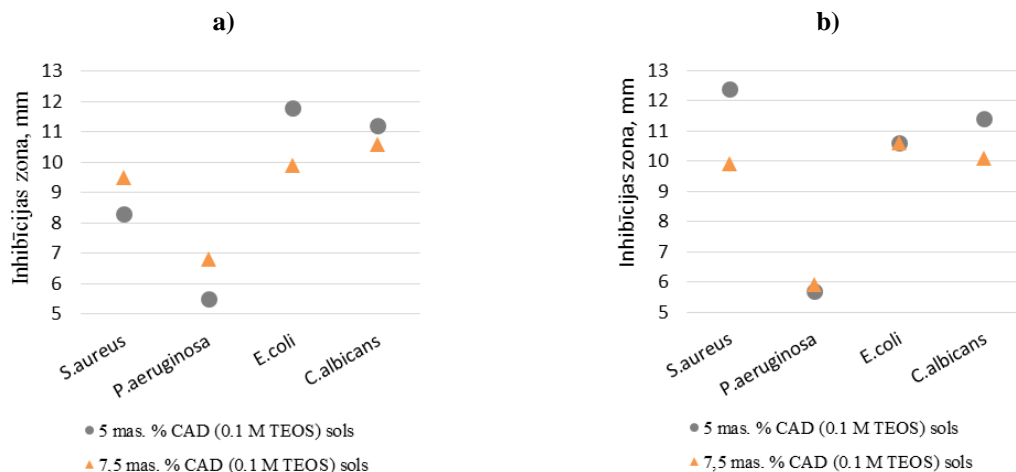 a)
Inhibīcijas zona, mm
13
12
11
10
9
8
7
6
5
S.aureus
P.aeruginosa
E.coli
C.albicans
5 mas. % CAD (0.1 M TEOS) sols
7,5 mas. % CAD (0.1 M TEOS) sols
b)
Inhibīcijas zona, mm
13
12
11
10
9
8
7
6
5
S.aureus
P.aeruginosa
E.coli
C.albicans
5 mas. % CAD (0.1 M TEOS) sols
7,5 mas. % CAD (0.1 M TEOS) sols